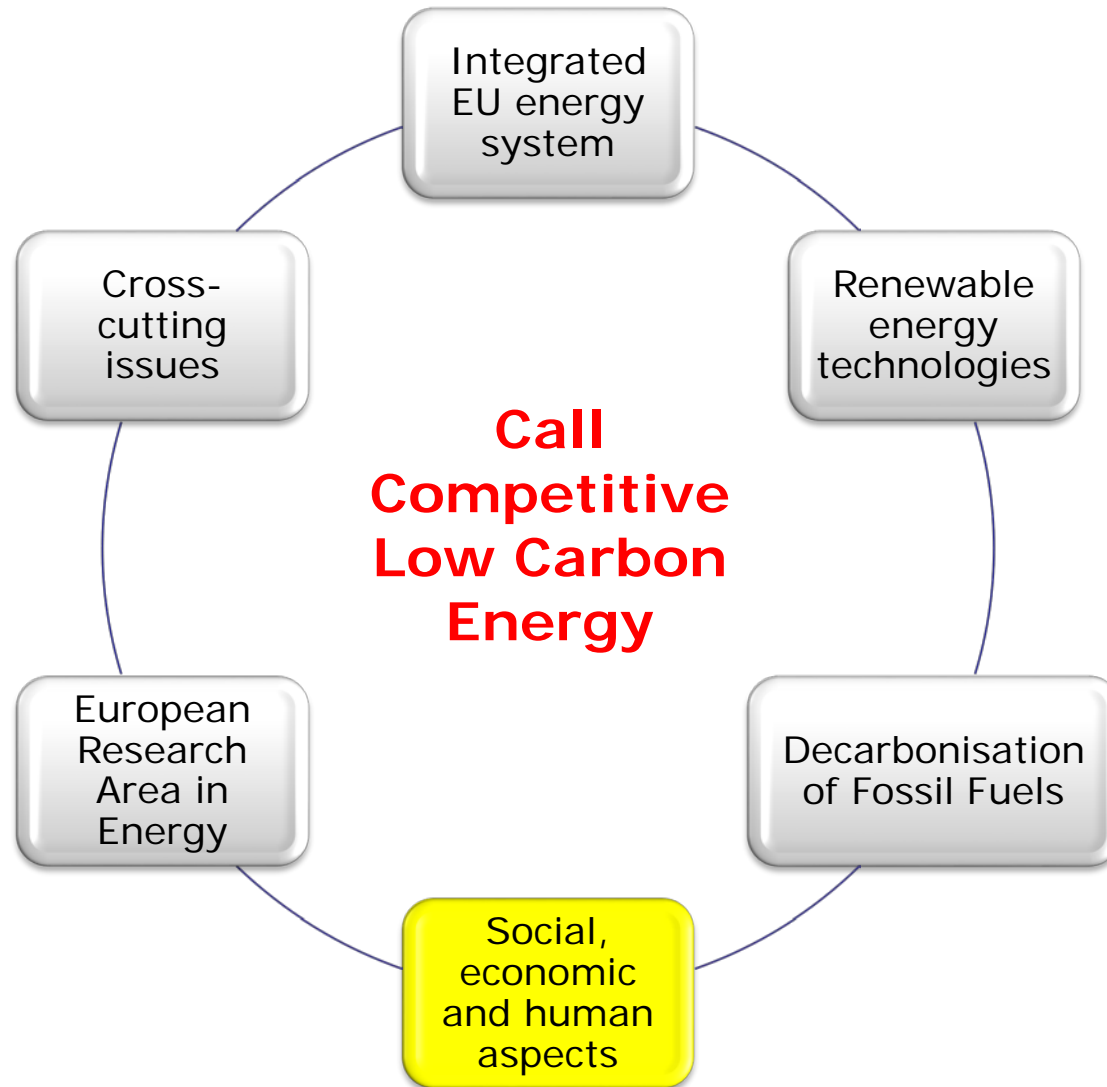 Integrated
EU energy
system
Cross-
cutting
issues
Renewable
energy
technologies
Call
Competitive
Low Carbon
Energy
European
Research
Area in
Energy
Decarbonisation
of Fossil Fuels
Social,
economic
and human
aspects